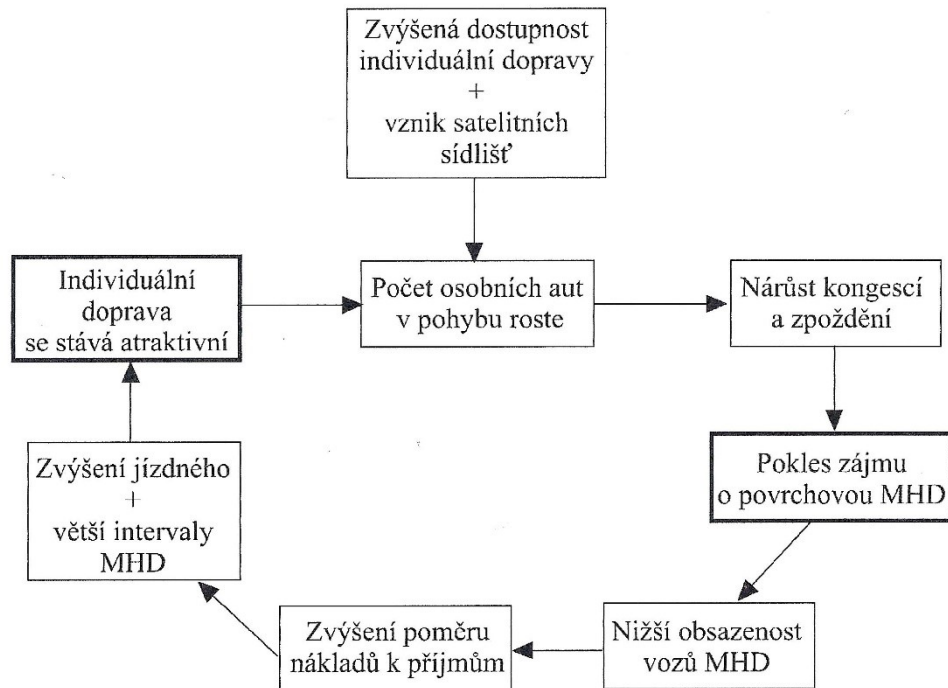 Zvýšená dostupnost
individuální dopravy
+
vznik satelitních
sídlišť
Individuální
doprava
se stává atraktivní
Počet osobních aut
v pohybu roste
Nárůst kongescí
a zpoždění
Pokles zájmu
o povrchovou MHD
Zvýšení jízdného
+
větší intervaly
MHD
Zvýšení poměru
nákladů k příjmům
Nižší obsazenost
vozů MHD